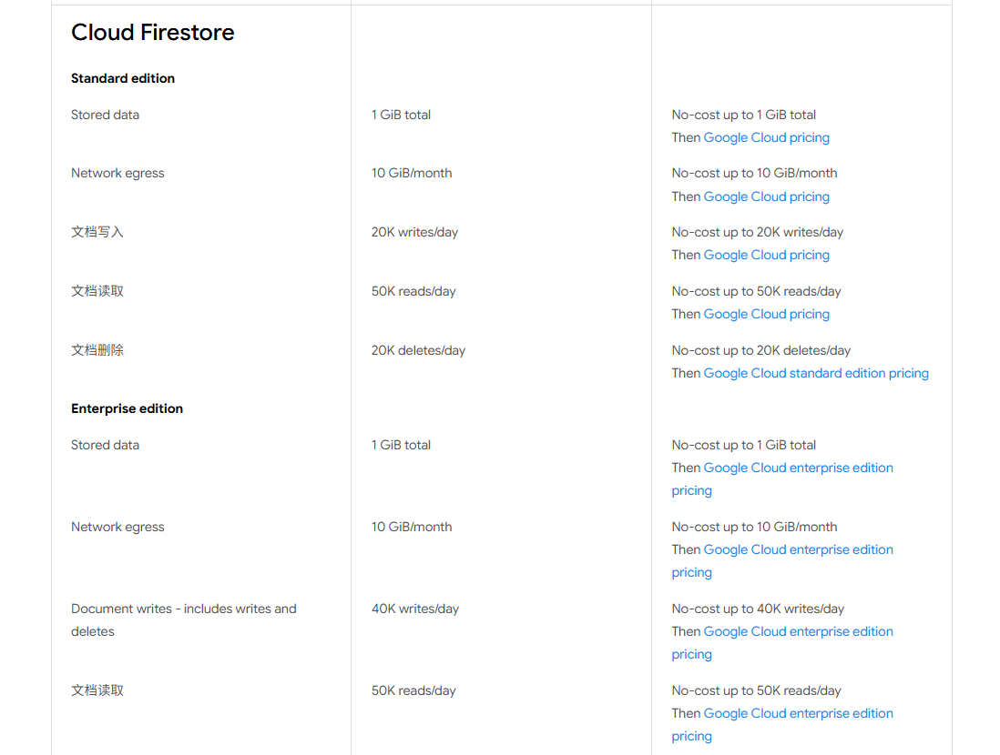 Cloud Firestore
Standard edition
Stored data
1 GiB total
No-cost up to 1 GiB total
Then Google Cloud pricing
Network egress
10 GiB/month
No-cost up to 10 GiB/month
Then Google Cloud pricing
文档写入
20K writes/day
No-cost up to 20K writes/day
Then Google Cloud pricing
文档读取
50K reads/day
No-cost up to 50K reads/day
Then Google Cloud pricing
文档删除
20K deletes/day
No-cost up to 20K deletes/day
Then Google Cloud standard edition pricing
Enterprise edition
Stored data
1 GiB total
No-cost up to 1 GiB total
Then Google Cloud enterprise edition
pricing
Network egress
10 GiB/month
No-cost up to 10 GiB/month
Then Google Cloud enterprise edition
pricing
Document writes - includes writes and
deletes
40K writes/day
No-cost up to 40K writes/day
Then Google Cloud enterprise edition
pricing
文档读取
50K reads/day
No-cost up to 50K reads/day
Then Google Cloud enterprise edition
pricing